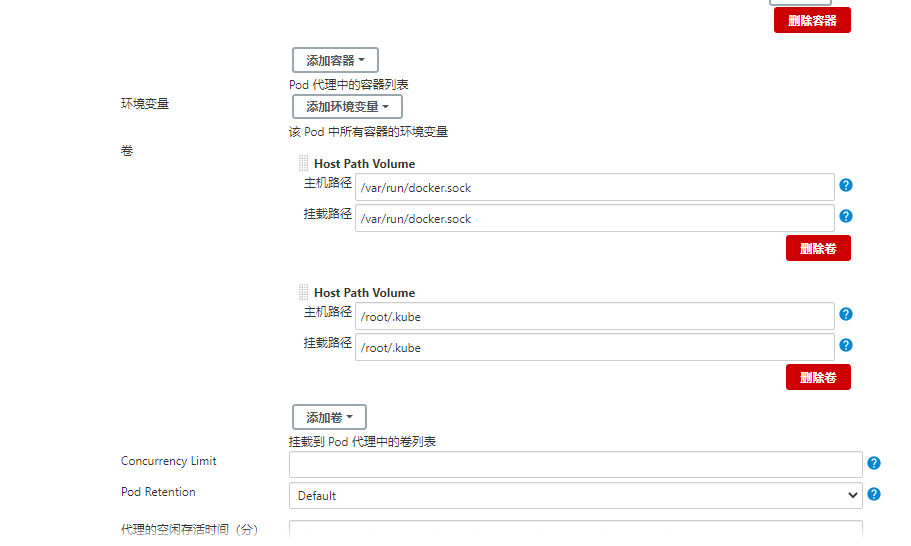 删除容器
添加容器
Pod 代理中的容器列表
环境变量
添加环境变量
该 Pod 中所有容器的环境变量
卷
Host Path Volume
主机路径 /var/run/docker.sock
挂载路径 /var/run/docker.sock
删除卷
Host Path Volume
主机路径 /root/.kube
挂载路径 /root/.kube
删除卷
添加卷
挂载到 Pod 代理中的卷列表
Concurrency Limit
Pod Retention Default
代理的空闲存活时间（分）